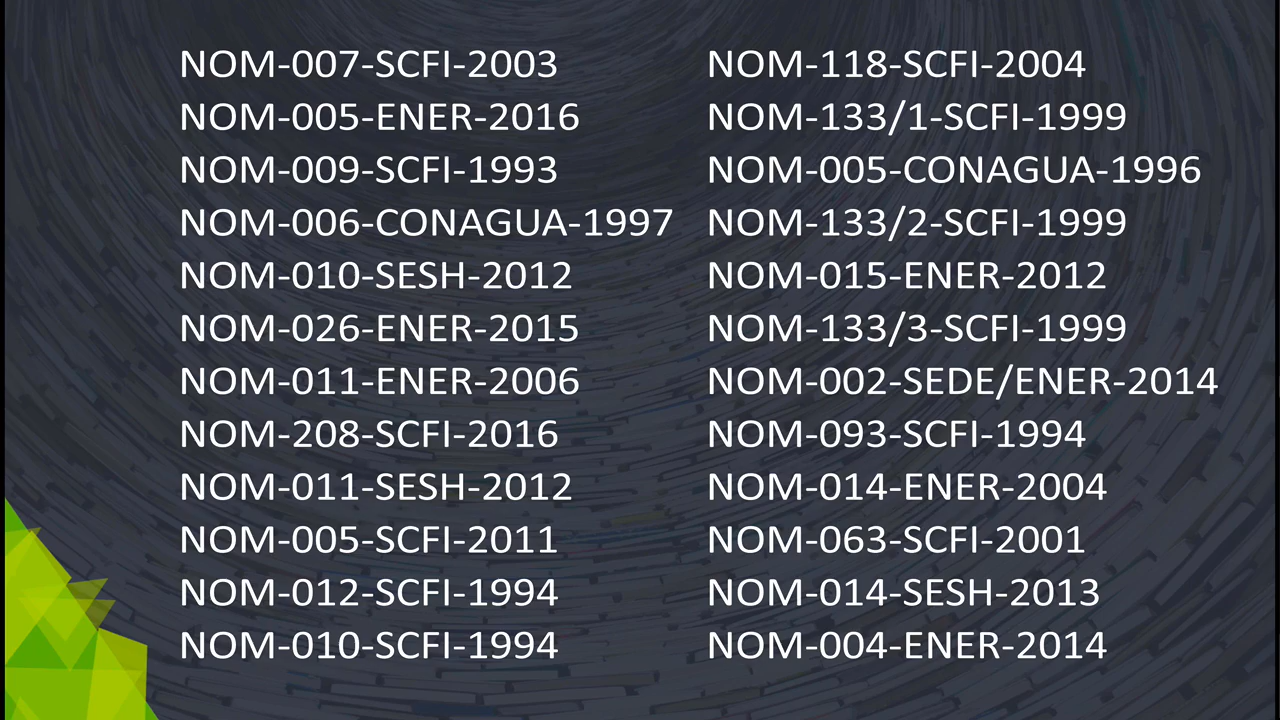 NOM-007-SCFI-2003
NOM-005-ENER-2016
NOM-009-SCFI-1993
NOM-006-CONAGUA-1997
NOM-010-SESH-2012
NOM-026-ENER-2015
NOM-011-ENER-2006
NOM-208-SCFI-2016
NOM-011-SESH-2012
NOM-005-SCFI-2011
NOM-012-SCFI-1994
NOM-010-SCFI-1994
NOM-118-SCFI-2004
NOM-133/1-SCFI-1999
NOM-005-CONAGUA-1996
NOM-133/2-SCFI-1999
NOM-015-ENER-2012
NOM-133/3-SCFI-1999
NOM-002-SEDE/ENER-2014
NOM-093-SCFI-1994
NOM-014-ENER-2004
NOM-063-SCFI-2001
NOM-014-SESH-2013
NOM-004-ENER-2014